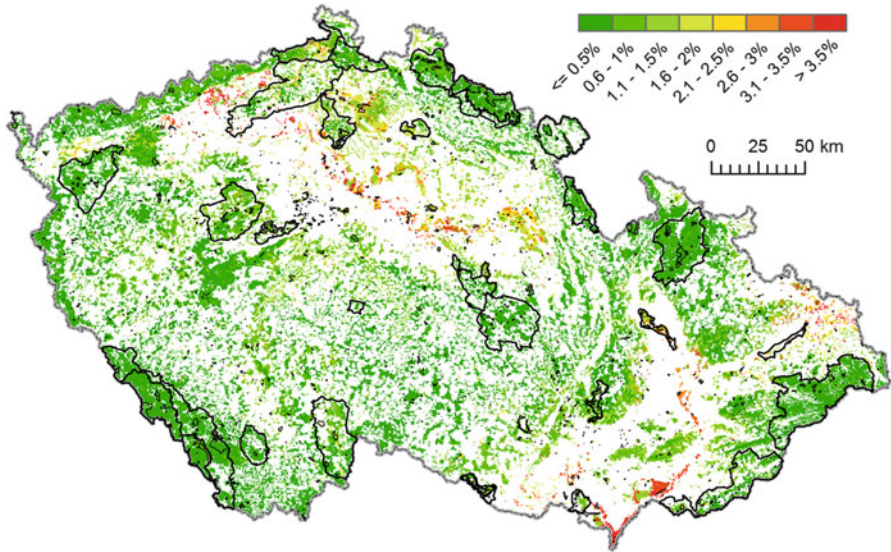 <= 0.5%
0.6 - 1%
1.1 - 1.5%
1.6 - 2%
2.1 - 2.5%
2.6 - 3%
3.1 - 3.5%
> 3.5%
0 25 50 km